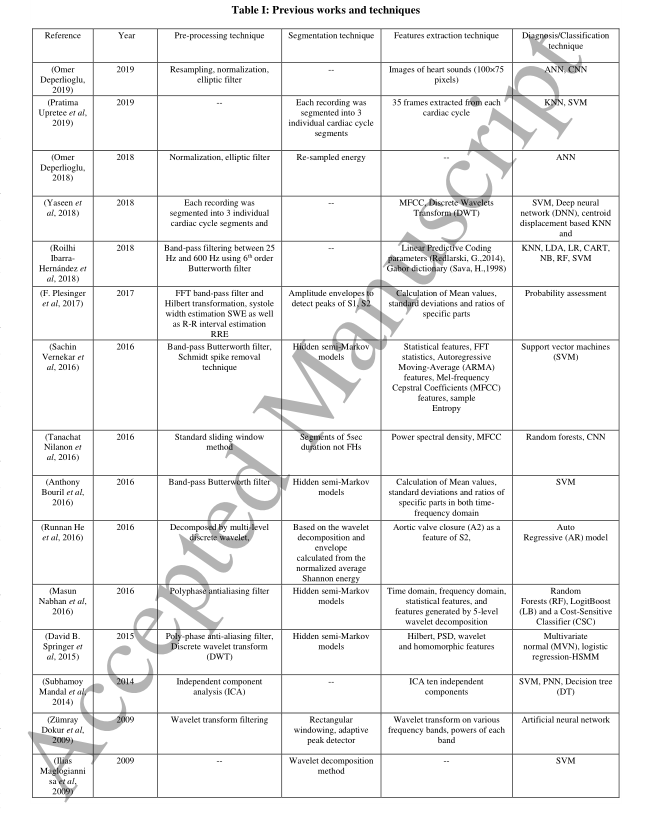 Table I: Previous works and techniques
Reference
Year
Pre-processing technique
Segmentation technique
Features extraction technique
Diagnosis/Classification
technique
(Omer
Deperlioglu,
2019)
2019
Resampling, normalization,
elliptic filter
--
Images of heart sounds (100×75
pixels)
ANN, CNN
(Pratima
Upretee et al,
2019)
2019
--
Each recording was
segmented into 3
individual cardiac cycle
segments
35 frames extracted from each
cardiac cycle
KNN, SVM
(Omer
Deperlioglu,
2018)
2018
Normalization, elliptic filter
Re-sampled energy
--
ANN
(Yaseen et
al, 2018)
2018
Each recording was
segmented into 3 individual
cardiac cycle segments and
--
MFCC, Discrete Wavelets
Transform (DWT)
SVM, Deep neural
network (DNN), centroid
displacement based KNN
and
(Roilhi
Ibarra-
Hernández et
al, 2018)
2018
Band-pass filtering between 25
Hz and 600 Hz using 6th order
Butterworth filter
--
Linear Predictive Coding
parameters (Redlarski, G.,2014),
Gabor dictionary (Sava, H.,1998)
KNN, LDA, LR, CART,
NB, RF, SVM
(F. Plesinger
et al, 2017)
2017
FFT band-pass filter and
Hilbert transformation, systole
width estimation SWE as well
as R-R interval estimation
RRE
Amplitude envelopes to
detect peaks of S1, S2
Calculation of Mean values,
standard deviations and ratios of
specific parts
Probability assessment
(Sachin
Vernekar et
al, 2016)
2016
Band-pass Butterworth filter,
Schmidt spike removal
technique
Hidden semi-Markov
models
Statistical features, FFT
statistics, Autoregressive
Moving-Average (ARMA)
features, Mel-frequency
Cepstral Coefficients (MFCC)
features, sample
Entropy
Support vector machines
(SVM)
(Tanachat
Nilanon et
al, 2016)
2016
Standard sliding window
method
Segments of 5sec
duration not FHs
Power spectral density, MFCC
Random forests, CNN
(Anthony
Bouril et al,
2016)
2016
Band-pass Butterworth filter
Hidden semi-Markov
models
Calculation of Mean values,
standard deviations and ratios of
specific parts in both time-
frequency domain
SVM
(Runnan He
et al, 2016)
2016
Decomposed by multi-level
discrete wavelet,
Based on the wavelet
decomposition and
envelope
calculated from the
normalized average
Shannon energy
Aortic valve closure (A2) as a
feature of S2,
Auto
Regressive (AR) model
(Masun
Nabhan et al,
2016)
2016
Polyphase antialiasing filter
Hidden semi-Markov
models
Time domain, frequency domain,
statistical features, and
features generated by 5-level
wavelet decomposition
Random
Forests (RF), LogitBoost
(LB) and a Cost-Sensitive
Classifier (CSC)
(David B.
Springer et
al, 2015)
2015
Poly-phase anti-aliasing filter,
Discrete wavelet transform
(DWT)
Hidden semi-Markov
models
Hilbert, PSD, wavelet
and homomorphic features
Multivariate
normal (MVN), logistic
regression-HSMM
(Subhamoy
Mandal et al,
2014)
2014
Independent component
analysis (ICA)
--
ICA ten independent
components
SVM, PNN, Decision tree
(DT)
(Zümray
Dokur et al,
2009)
2009
Wavelet transform filtering
Rectangular
windowing, adaptive
peak detector
Wavelet transform on various
frequency bands, powers of each
band
Artificial neural network
(Ilias
Maglogianni
sa et al,
2009)
2009
--
Wavelet decomposition
method
--
SVM
Accepted Manuscript